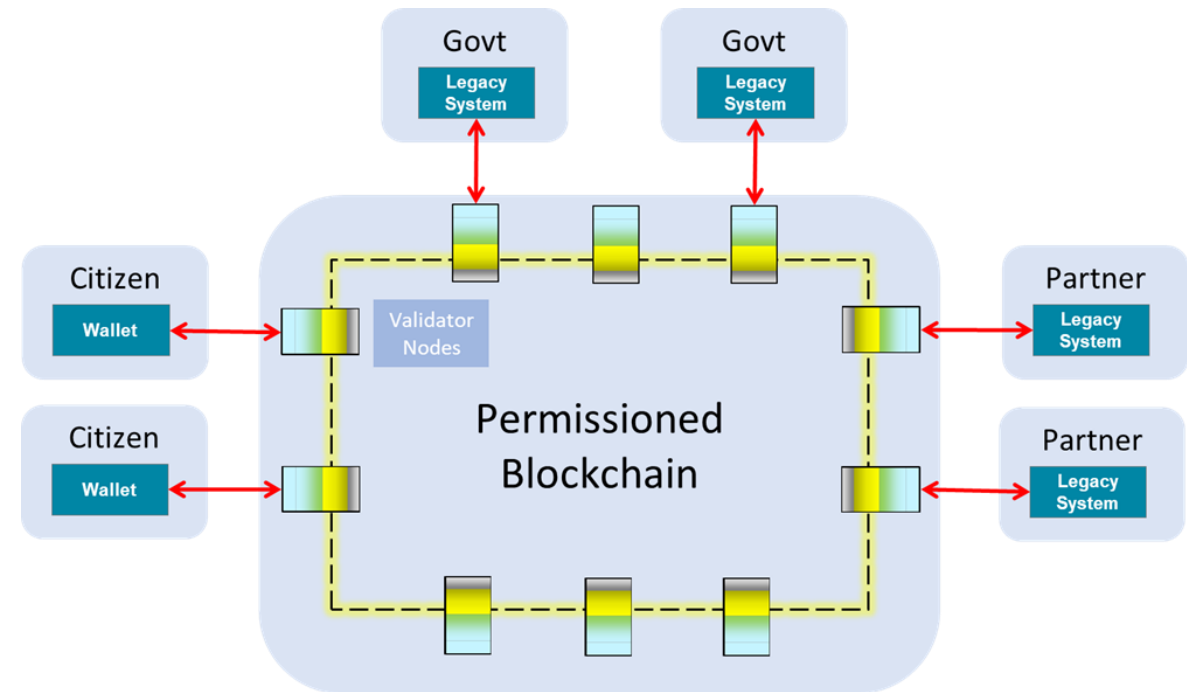 Govt
Legacy
System
Govt
Legacy
System
Citizen
Wallet
Validator
Nodes
Partner
Legacy
System
Permissioned
Blockchain
Citizen
Wallet
Partner
Legacy
System